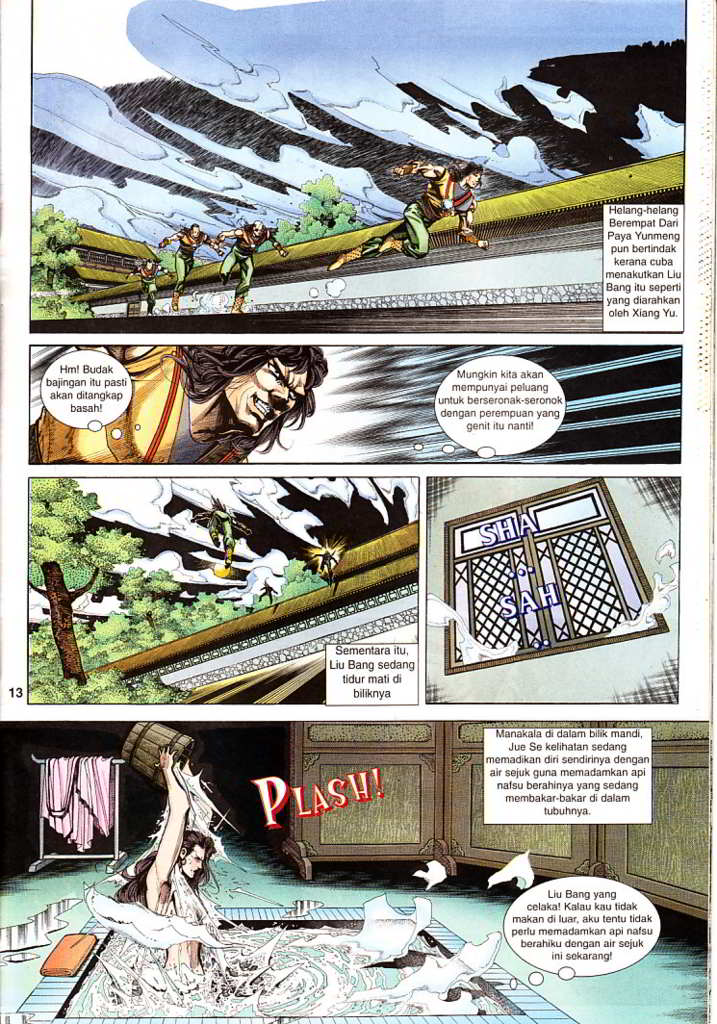 Helang-helang
Berempat Dari
Paya Yunmeng
pun bertindak
kerana cuba
menakutkan Liu
Bang itu seperti
yang diarahkan
oleh Xiang Yu.
Hm! Budak
bajingan itu pasti
akan ditangkap
basah!
Mungkin kita akan
mempunyai peluang
untuk berseronak-seronok
dengan perempuan yang
genit itu nanti!
Sementara itu,
Liu Bang sedang
tidur mati di
biliknya
SHA
...
SAH
..
13
Manakala di dalam bilik mandi,
Jue Se kelihatan sedang
memadikan diri sendirinya dengan
air sejuk guna memadamkan api
nafsu berahinya yang sedang
membakar-bakar di dalam
tubuhnya.
PLASH!
Liu Bang yang
celaka! Kalau kau tidak
makan di luar, aku tentu tidak
perlu memadamkan api nafsu
berahiku dengan air sejuk
ini sekarang!